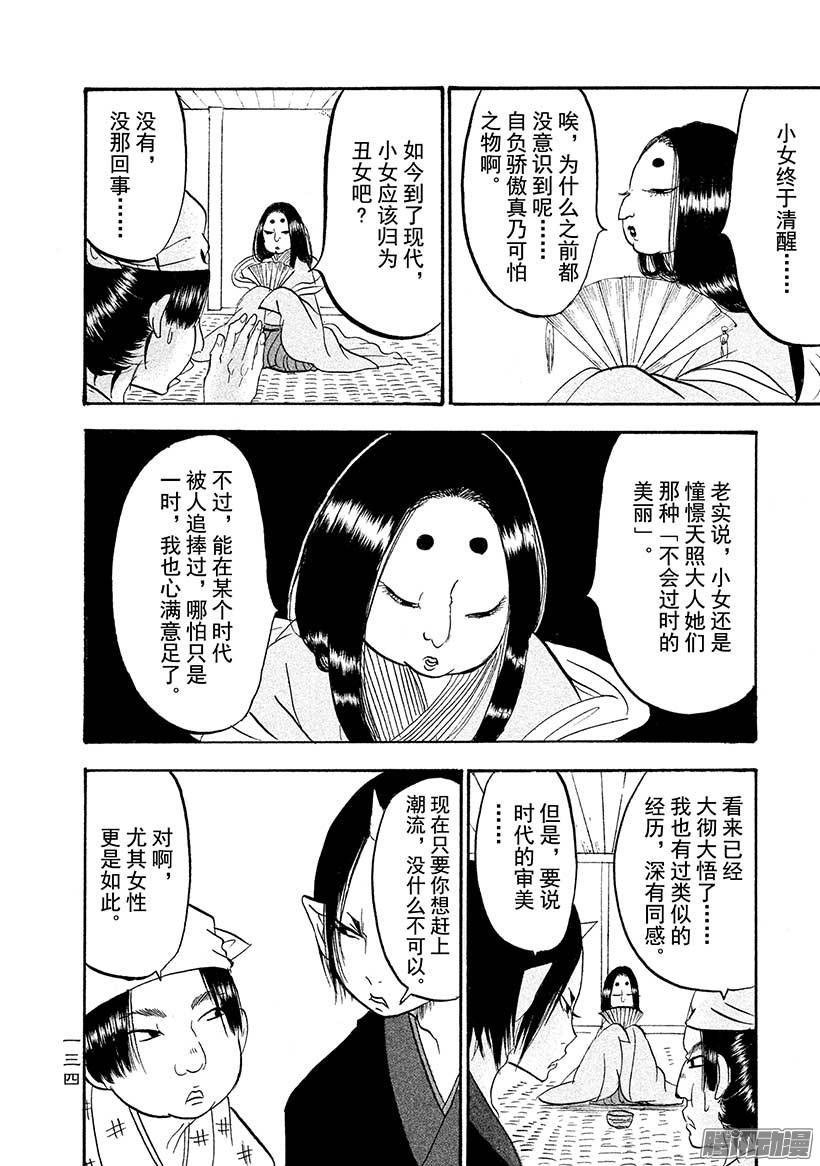 小女终于清醒……
唉，为什么之前都
没意识到呢……
自负骄傲真乃可怕
之物啊。
如今到了现代，
小女应该归为
丑女吧？
没有，
没那回事……
老实说，小女还是
憧憬天照大人她们
那种「不会过时的
美丽」。
不过，能在某个时代
被人追捧过，哪怕只是
一时，我也心满意足了。
看来已经
大彻大悟了……
我也有过类似的
经历，深有同感。
但是，要说
时代的审美
……
现在只要你想赶上
潮流，没什么不可以。
对啊，
尤其女性
更是如此。
一三四
腾讯动漫